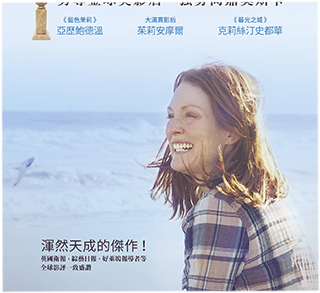 《藍色茉莉》
亞歷鮑德溫
大滿貫影后
茱莉安摩爾
《暮光之城》
克莉絲汀史都華
渾然天成的傑作！
英國衛報、綜藝日報、好萊塢報導者等
全球影評一致盛讚